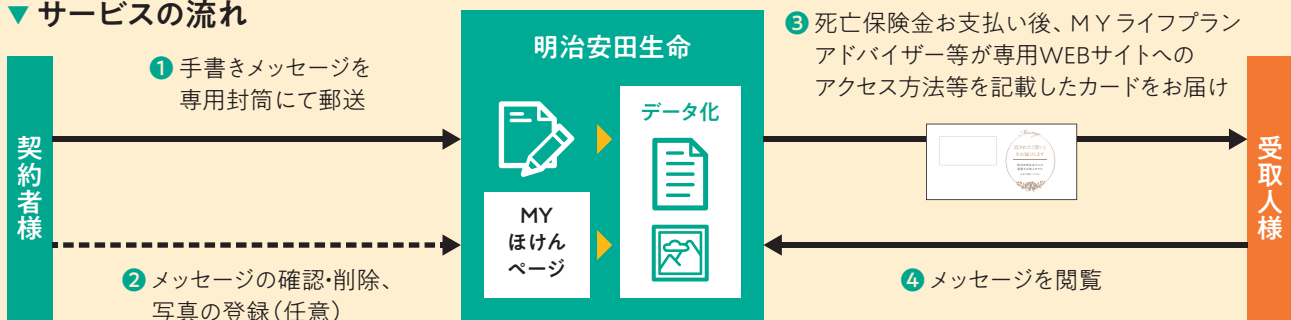 ▼ サービスの流れ
契約者様
❶ 手書きメッセージを
専用封筒にて郵送
❷ メッセージの確認・削除、
写真の登録（任意）
明治安田生命
データ化
MY
ほけん
ページ
❸ 死亡保険金お支払い後、MYライフプラン
アドバイザー等が専用WEBサイトへの
アクセス方法等を記載したカードをお届け
❹ メッセージを閲覧
受取人様